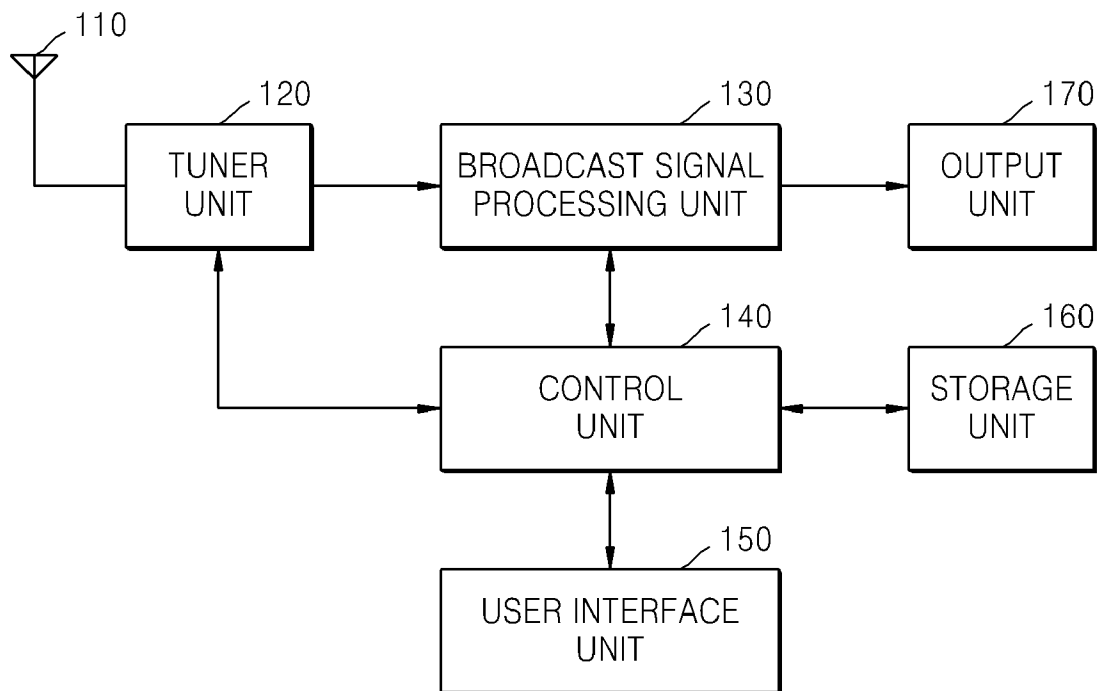 110
120
130
170
TUNER
UNIT
BROADCAST SIGNAL
PROCESSING UNIT
OUTPUT
UNIT
140
160
CONTROL
UNIT
STORAGE
UNIT
150
USER INTERFACE
UNIT